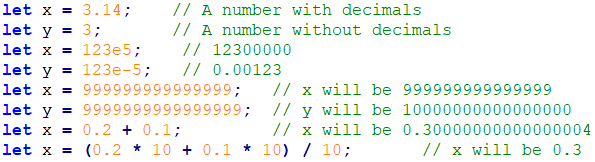 let x = 3.14;    // A number with decimals
let y = 3;       // A number without decimals
let x = 123e5;    // 12300000
let y = 123e-5;   // 0.00123
let x = 999999999999999;   // x will be 999999999999999
let y = 9999999999999999;  // y will be 10000000000000000
let x = 0.2 + 0.1;         // x will be 0.30000000000000004
let x = (0.2 * 10 + 0.1 * 10) / 10;       // x will be 0.3